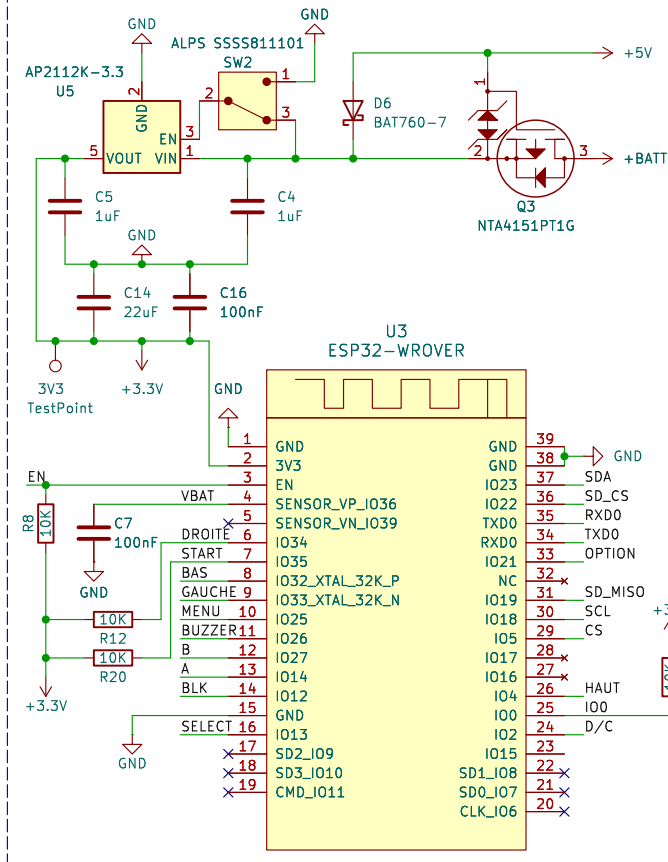 GND
GND
ALPS SSSS811101
SW2
AP2112K-3.3
U5
2
GND
EN
3
5
VOUT
VIN
1
1
2
3
D6
BAT760-7
+5V
1
2
3
+BATT
Q3
NTA4151PT1G
C5
1uF
C4
1uF
GND
C14
22uF
C16
100nF
3V3
TestPoint
+3.3V
GND
U3
ESP32-WROVER
1 GND
2 3V3
EN 3 EN
VBAT 4 SENSOR_VP_IO36
5 SENSOR_VN_IO39
DROITE 6 IO34
START 7 IO35
BAS 8 IO32_XTAL_32K_P
GAUCHE 9 IO33_XTAL_32K_N
MENU 10 IO25
BUZZER 11 IO26
B 12 IO27
A 13 IO14
BLK 14 IO12
15 GND
SELECT 16 IO13
17 SD2_IO9
18 SD3_IO10
19 CMD_IO11
GND 39
GND 38
GND
IO23 37 SDA
IO22 36 SD_CS
TXD0 35 RXD0
RXD0 34 TXD0
IO21 33 OPTION
NC 32
IO19 31 SD_MISO
IO18 30 SCL
IO5 29 CS
IO17 28
IO16 27
IO4 26 HAUT
IO0 25 IO0
IO2 24 D/C
IO15 23
SD1_IO8 22
SD0_IO7 21
CLK_IO6 20
R8
10K
C7
100nF
GND
10K
R12
10K
R20
+3.3V
GND